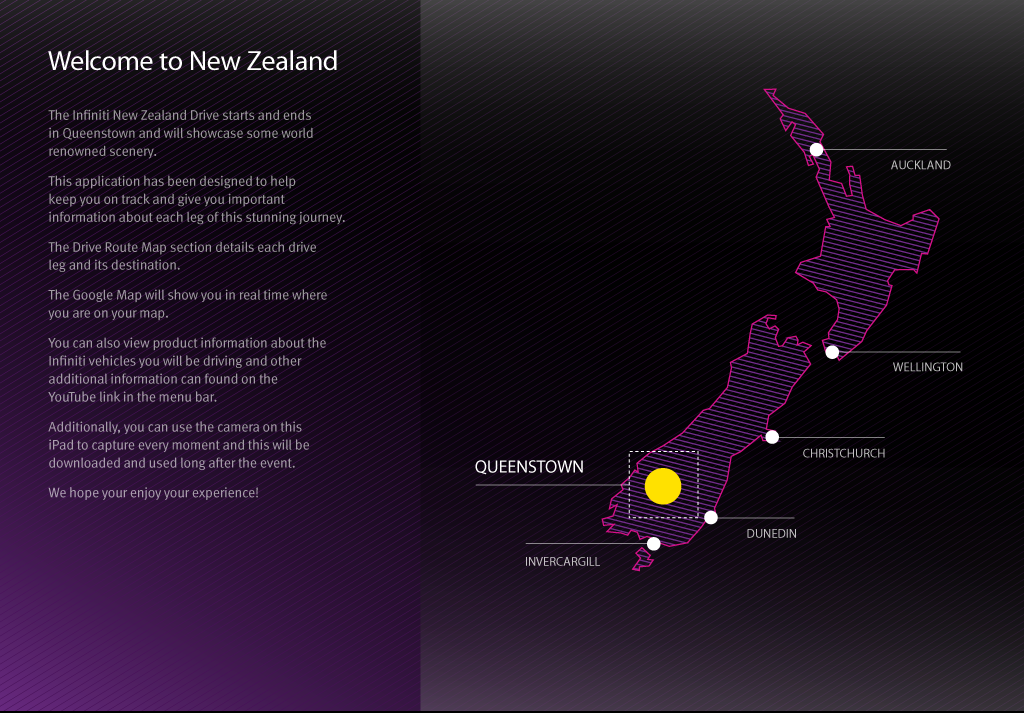 Welcome to New Zealand
The Infiniti New Zealand Drive starts and ends
in Queenstown and will showcase some world
renowned scenery.
This application has been designed to help
keep you on track and give you important
information about each leg of this stunning journey.
The Drive Route Map section details each drive
leg and its destination.
The Google Map will show you in real time where
you are on your map.
You can also view product information about the
Infiniti vehicles you will be driving and other
additional information can found on the
YouTube link in the menu bar.
Additionally, you can use the camera on this
iPad to capture every moment and this will be
downloaded and used long after the event.
We hope your enjoy your experience!
AUCKLAND
WELLINGTON
CHRISTCHURCH
QUEENSTOWN
DUNEDIN
INVERCARGILL